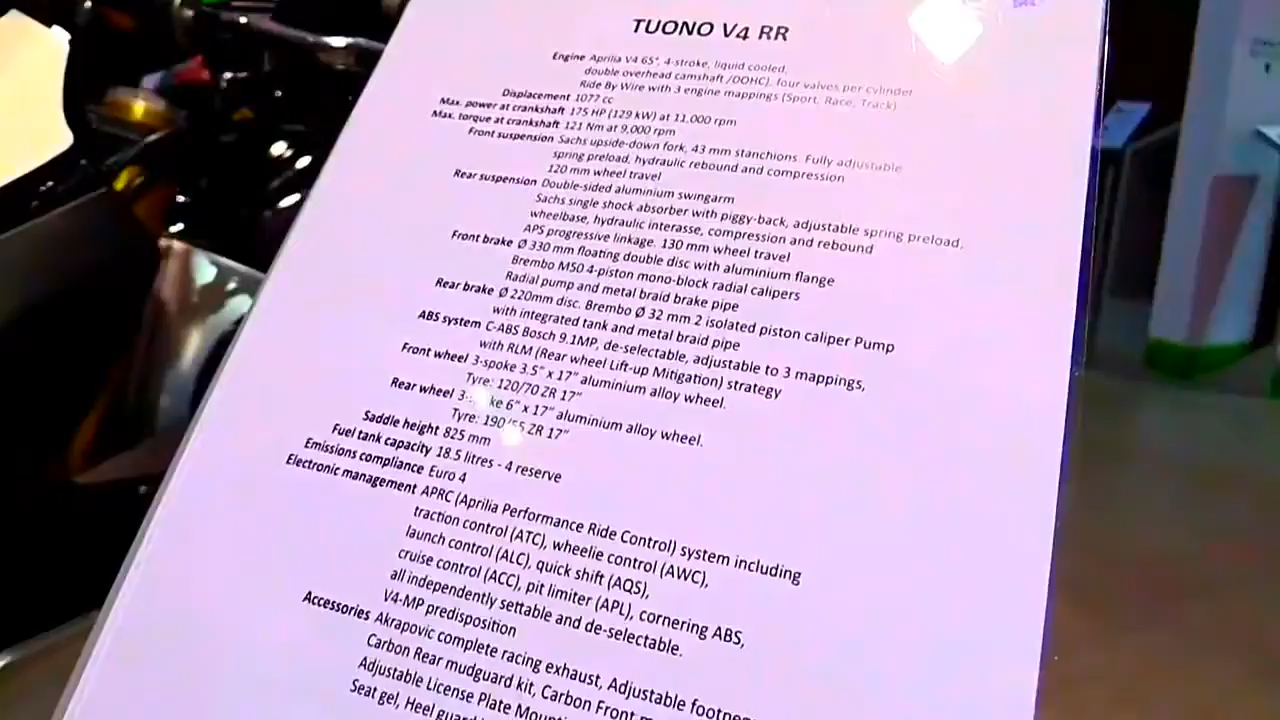 TUONO V4 RR
Engine Aprilia V4 65°, 4-stroke, liquid cooled,
double overhead camshaft /DOHC), four valves per cylinder
Ride By Wire with 3 engine mappings (Sport, Race, Track)
Displacement 1077 cc
Max. power at crankshaft 175 HP (129 kW) at 11,000 rpm
Max. torque at crankshaft 121 Nm at 9,000 rpm
Front suspension Sachs upside-down fork, 43 mm stanchions. Fully adjustable
spring preload, hydraulic rebound and compression
120 mm wheel travel
Rear suspension Double-sided aluminium swingarm
Sachs single shock absorber with piggy-back, adjustable spring preload,
wheelbase, hydraulic interasse, compression and rebound
APS progressive linkage. 130 mm wheel travel
Front brake Ø 330 mm floating double disc with aluminium flange
Brembo M50 4-piston mono-block radial calipers
Radial pump and metal braid brake pipe
Rear brake Ø 220mm disc. Brembo Ø 32 mm 2 isolated piston caliper Pump
with integrated tank and metal braid pipe
ABS system C-ABS Bosch 9.1MP, de-selectable, adjustable to 3 mappings,
with RLM (Rear wheel Lift-up Mitigation) strategy
Front wheel 3-spoke 3.5” x 17” aluminium alloy wheel.
Tyre: 120/70 ZR 17”
Rear wheel ke 6” x 17” aluminium alloy wheel.
Tyre: 190/55 ZR 17”
Saddle height 825 mm
Fuel tank capacity 18.5 litres - 4 reserve
Emissions compliance Euro 4
Electronic management APRC (Aprilia Performance Ride Control) system including
traction control (ATC), wheelie control (AWC),
launch control (ALC), quick shift (AQS),
cruise control (ACC), pit limiter (APL), cornering ABS,
all independently settable and de-selectable.
V4-MP predisposition
Accessories Akrapovic complete racing exhaust, Adjustable footpe
Carbon Rear mudguard kit, Carbon Front
Adjustable License Plate Mount
Seat gel, Heel guard